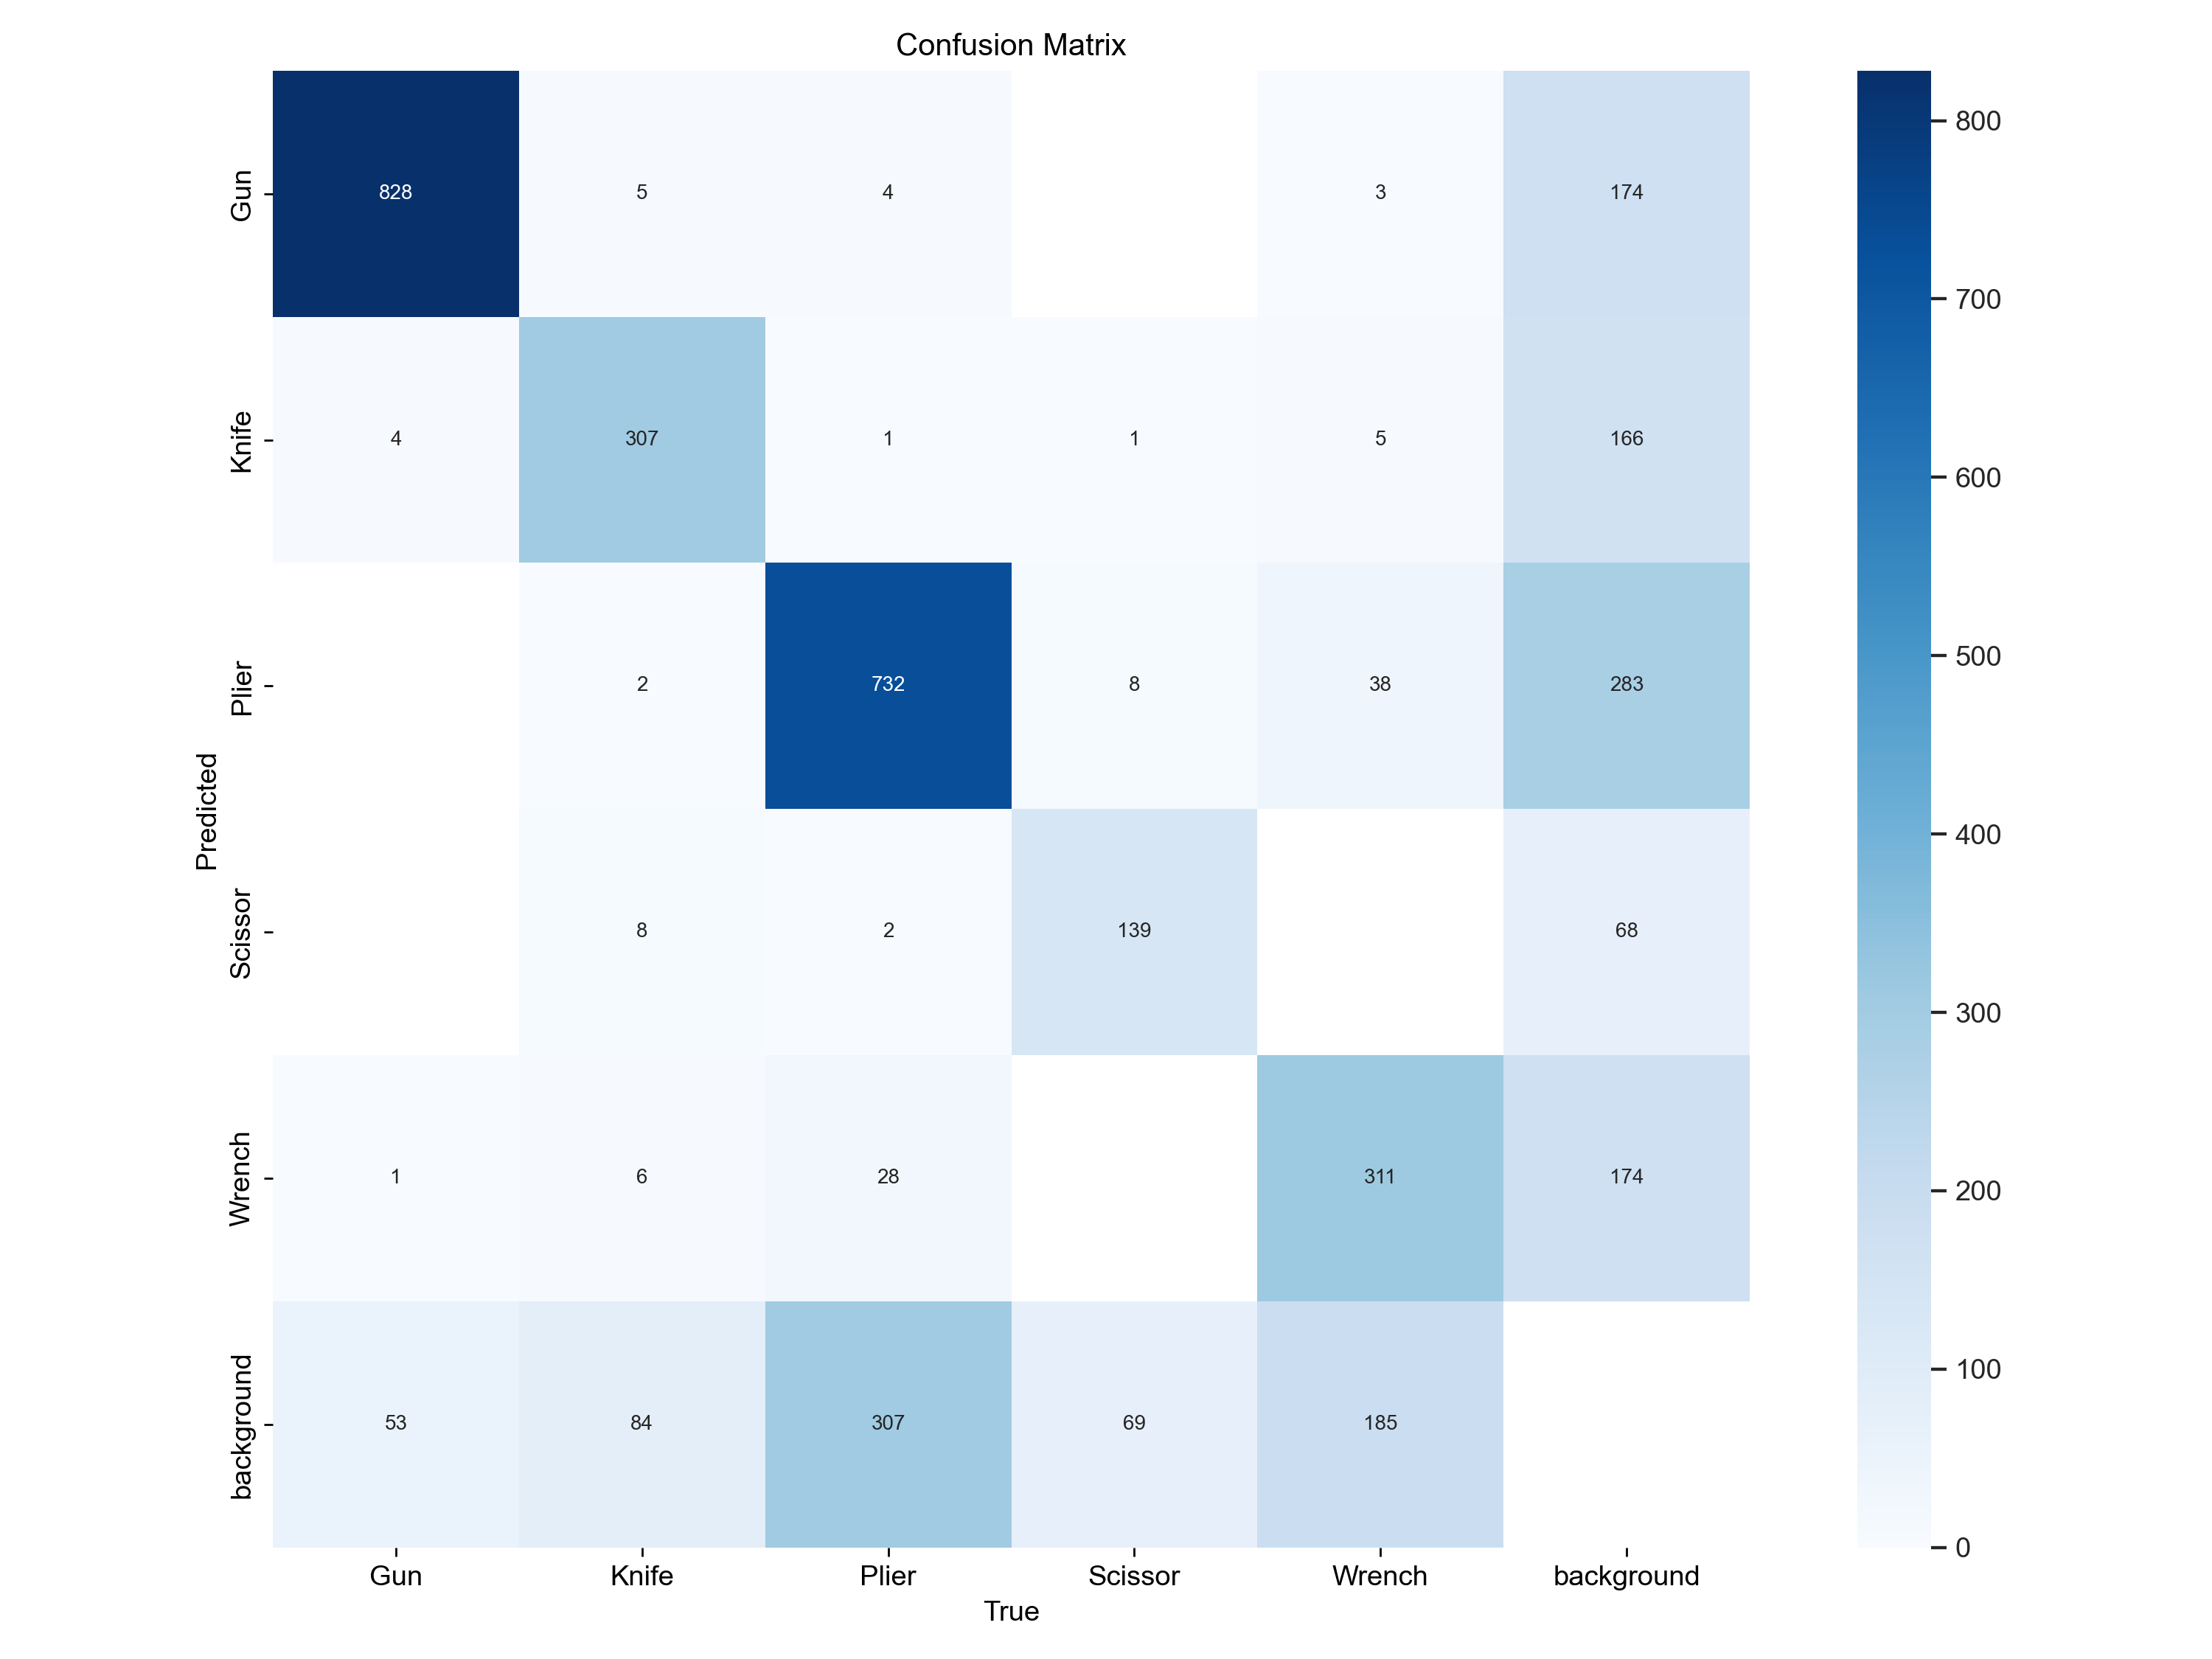 Confusion Matrix
Gun 828 5 4 3 174
Knife 4 307 1 1 5 166
Plier 2 732 8 38 283
Scissor 8 2 139 68
Wrench 1 6 28 311 174
background 53 84 307 69 185
Predicted
Gun Knife Plier Scissor Wrench background
True
800
700
600
500
400
300
200
100
0